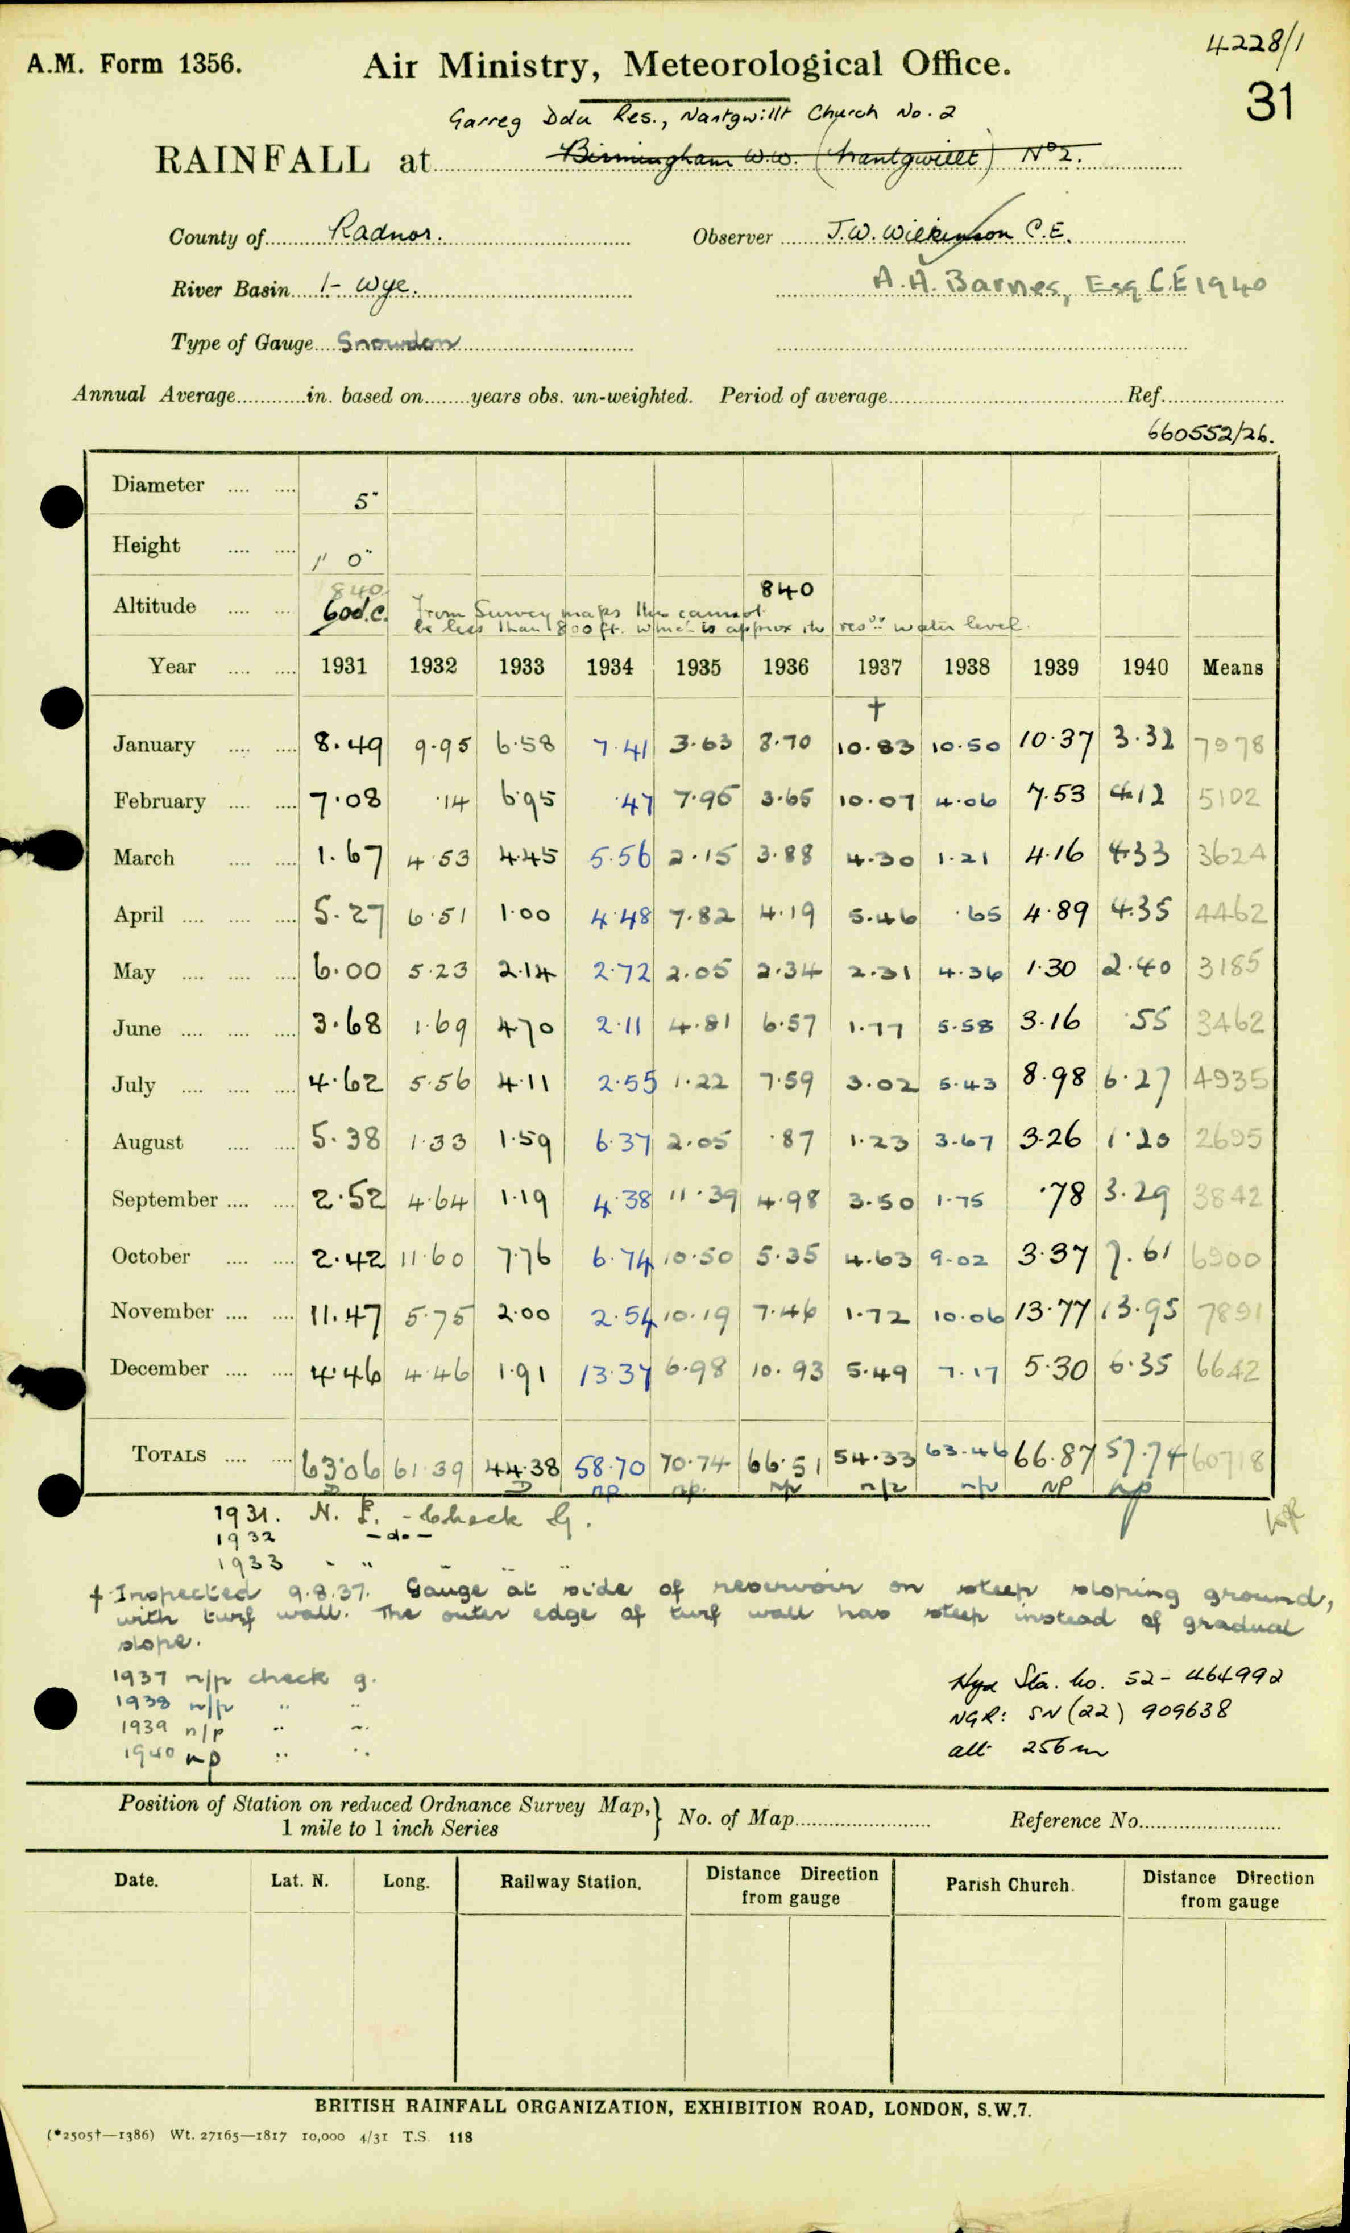 4228/1
A.M. Form 1356. Air Ministry, Meteorological Office.
31
Garreg Ddu Res., Nantgwillt Church No. 2
RAINFALL at Birmingham W.W. (Nantgwillt) No 2.
County of Radnor. Observer J.W. Wilkinson C.E.
River Basin 1- Wye. A.A. Barnes, Esq C.E 1940
Type of Gauge Snowdon
Annual Average in. based on years obs. un-weighted. Period of average Ref.
660552/26.
Diameter 5"
Height 1' 0"
840 840
Altitude 600.C. From Survey maps this cannot
be less than 800 ft. which is approx the resr water level.
Year 1931 1932 1933 1934 1935 1936 1937 1938 1939 1940 Means
†
January 8.49 9.95 6.58 7.41 3.63 8.70 10.83 10.50 10.37 3.32 7978
February 7.08 .14 6.95 .47 7.95 3.65 10.07 4.06 7.53 4.12 5102
March 1.67 4.53 4.45 5.56 2.15 3.88 4.30 1.21 4.16 4.33 3624
April 5.27 6.51 1.00 4.48 7.82 4.19 5.46 .65 4.89 4.35 4462
May 6.00 5.23 2.14 2.72 2.05 2.34 2.31 4.36 1.30 2.40 3185
June 3.68 1.69 4.70 2.11 4.81 6.57 1.77 5.58 3.16 .55 3462
July 4.62 5.56 4.11 2.55 1.22 7.59 3.02 5.43 8.98 6.27 4935
August 5.38 1.33 1.59 6.37 2.05 .87 1.23 3.67 3.26 1.20 2695
September 2.52 4.64 1.19 4.38 11.39 4.98 3.50 1.75 .78 3.29 3842
October 2.42 11.60 7.76 6.74 10.50 5.35 4.63 9.02 3.37 7.61 6900
November 11.47 5.75 2.00 2.54 10.19 7.46 1.72 10.06 13.77 13.95 7891
December 4.46 4.46 1.91 13.37 6.98 10.93 5.49 7.17 5.30 6.35 6642
TOTALS 63.06 61.39 44.38 58.70 70.74 66.51 54.33 63.46 66.87 57.74 60718
np. np. np n/p n/p NP np
1931. N. P. - Check G.
1932 - do -
1933 " "
† Inspected 9.8.37. Gauge at side of reservoir on steep sloping ground,
with turf wall. The outer edge of turf wall has steep instead of gradual
slope.
1937 n/p check g.
1938 n/p " "
1939 n/p " "
1940 np " "
Hyd Sta. No. 52- 464992
NGR: SN (22) 909638
alt 256m
Position of Station on reduced Ordnance Survey Map,
1 mile to 1 inch Series } No. of Map Reference No.
Date. Lat. N. Long. Railway Station. Distance Direction from gauge Parish Church. Distance Direction from gauge
BRITISH RAINFALL ORGANIZATION, EXHIBITION ROAD, LONDON, S.W.7.
(*2505†—1386) Wt. 27165—1817 10,000 4/31 T.S. 118